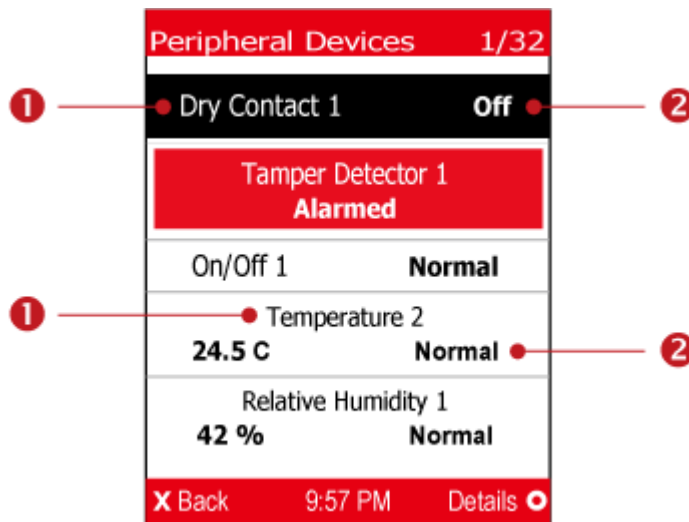 Peripheral Devices 1/32
1 Dry Contact 1 Off 2
Tamper Detector 1
Alarmed
On/Off 1 Normal
1 Temperature 2
24.5 C Normal 2
Relative Humidity 1
42 % Normal
X Back 9:57 PM Details